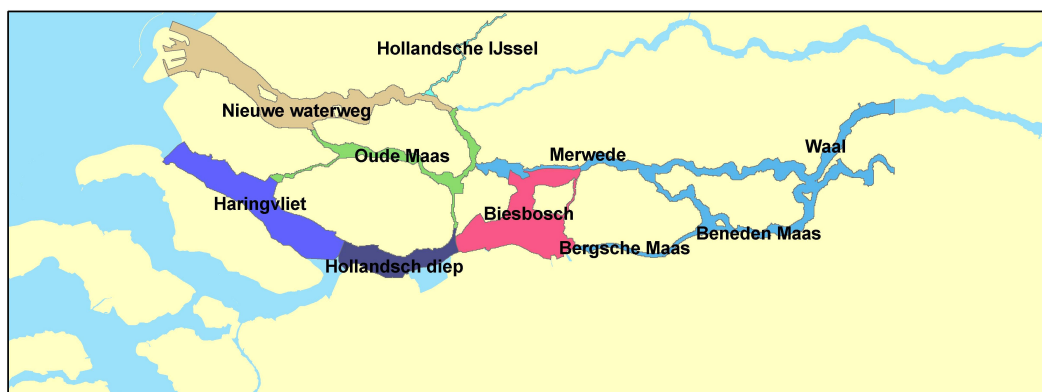 Hollandsche IJssel
Nieuwe waterweg
Oude Maas
Merwede
Waal
Haringvliet
Biesbosch
Beneden Maas
Bergsche Maas
Hollandsch diep